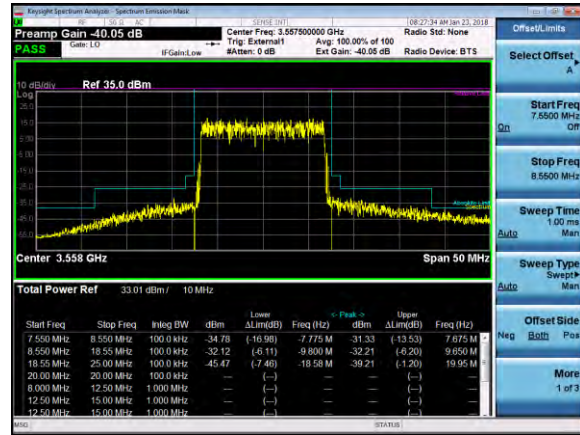 Keysight Spectrum Analyzer - Spectrum Emission Mask
RF 50 Ω AC SENSE:INT 08:27:34 AM Jan 23, 2018
Preamp Gain -40.05 dB
Center Freq: 3.557500000 GHz
Radio Std: None
PASS
Gate: LO
IFGain:Low
Trig: External1
Avg: 100.00% of 100
#Atten: 0 dB
Ext Gain: -40.05 dB
Radio Device: BTS
10 dB/div
Ref 35.0 dBm
Log
Center 3.558 GHz
Span 50 MHz
Total Power Ref 33.01 dBm / 10 MHz
Lower <- Peak -> Upper
Start Freq Stop Freq Integ BW dBm ΔLim(dB) Freq (Hz) dBm ΔLim(dB) Freq (Hz)
7.550 MHz 8.550 MHz 100.0 kHz -34.78 (-16.98) -7.775 M -31.33 (-13.53) 7.675 M
8.550 MHz 18.55 MHz 100.0 kHz -32.12 (-6.11) -9.800 M -32.21 (-6.20) 9.650 M
18.55 MHz 25.00 MHz 100.0 kHz -45.47 (-7.46) -18.58 M -39.21 (-1.20) 19.95 M
20.00 MHz 20.00 MHz 100.0 kHz --- (---) --- --- (---) ---
8.000 MHz 12.50 MHz 1.000 MHz --- (---) --- --- (---) ---
12.50 MHz 15.00 MHz 1.000 MHz --- (---) --- --- (---) ---
12.50 MHz 15.00 MHz 1.000 MHz --- (---) --- --- (---) ---
MSG
STATUS
Offset/Limits
Select Offset
A
Start Freq
7.5500 MHz
On Off
Stop Freq
8.5500 MHz
Sweep Time
1.00 ms
Auto Man
Sweep Type
Swept
Auto Man
Offset Side
Neg Both Pos
More
1 of 3